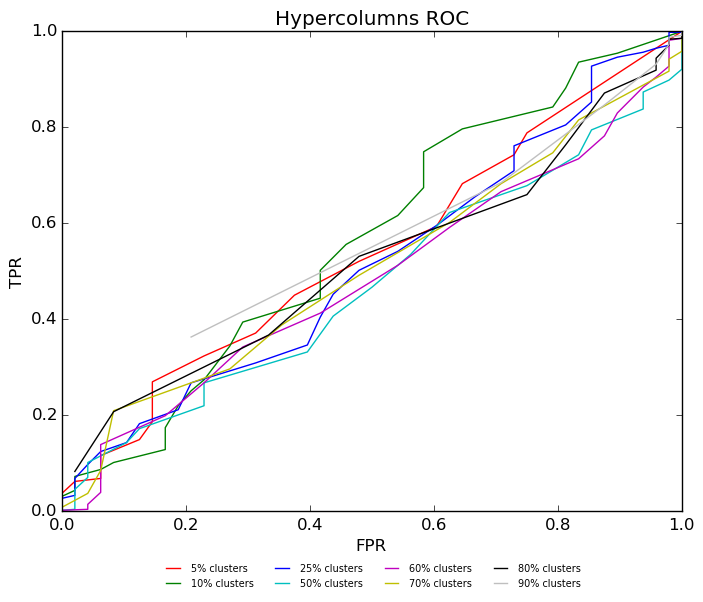 Hypercolumns ROC
1.0
0.8
0.6
0.4
0.2
0.0
TPR
0.0 0.2 0.4 0.6 0.8 1.0
FPR
5% clusters 25% clusters 60% clusters 80% clusters
10% clusters 50% clusters 70% clusters 90% clusters